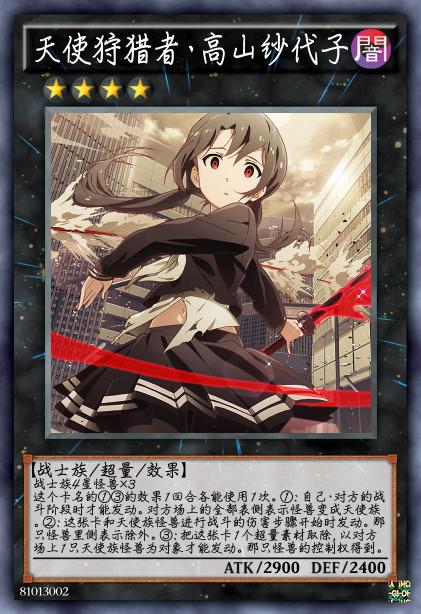 天使狩猎者·高山纱代子
闇
【战士族/超量/效果】
战士族4星怪兽×3
这个卡名的①③的效果1回合各能使用1次。①：自己·对方的战
斗阶段时才能发动。对方场上的全部表侧表示怪兽变成天使
族。②：这张卡和天使族怪兽进行战斗的伤害步骤开始时发动。那
只怪兽里侧表示除外。③：把这张卡1个超量素材取除，以对方
场上1只天使族怪兽为对象才能发动。那只怪兽的控制权得到。
ATK/2900 DEF/2400
81013002